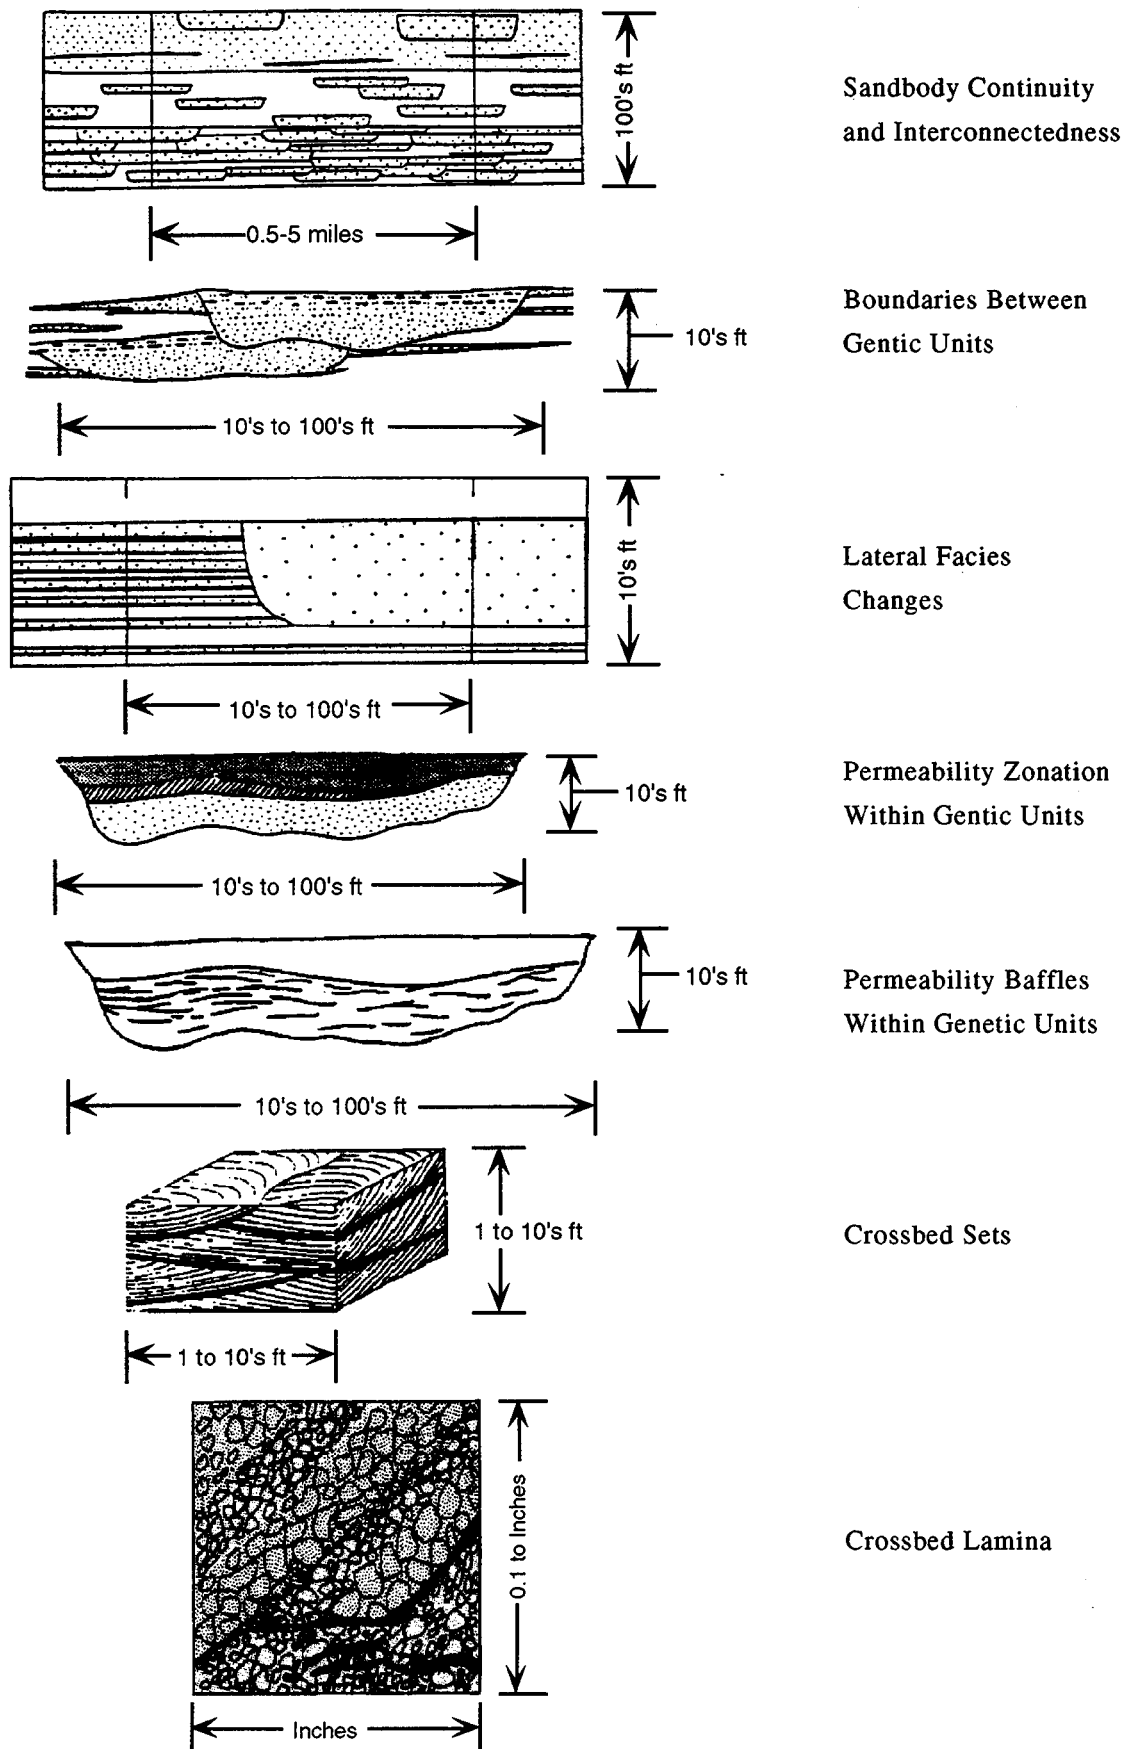 100's ft
Sandbody Continuity
and Interconnectedness
0.5-5 miles
Boundaries Between
Gentic Units
10's ft
10's to 100's ft
10's ft
Lateral Facies
Changes
10's to 100's ft
Permeability Zonation
Within Gentic Units
10's ft
10's to 100's ft
10's ft
Permeability Baffles
Within Genetic Units
10's to 100's ft
1 to 10's ft
Crossbed Sets
1 to 10's ft
0.1 to Inches
Crossbed Lamina
Inches